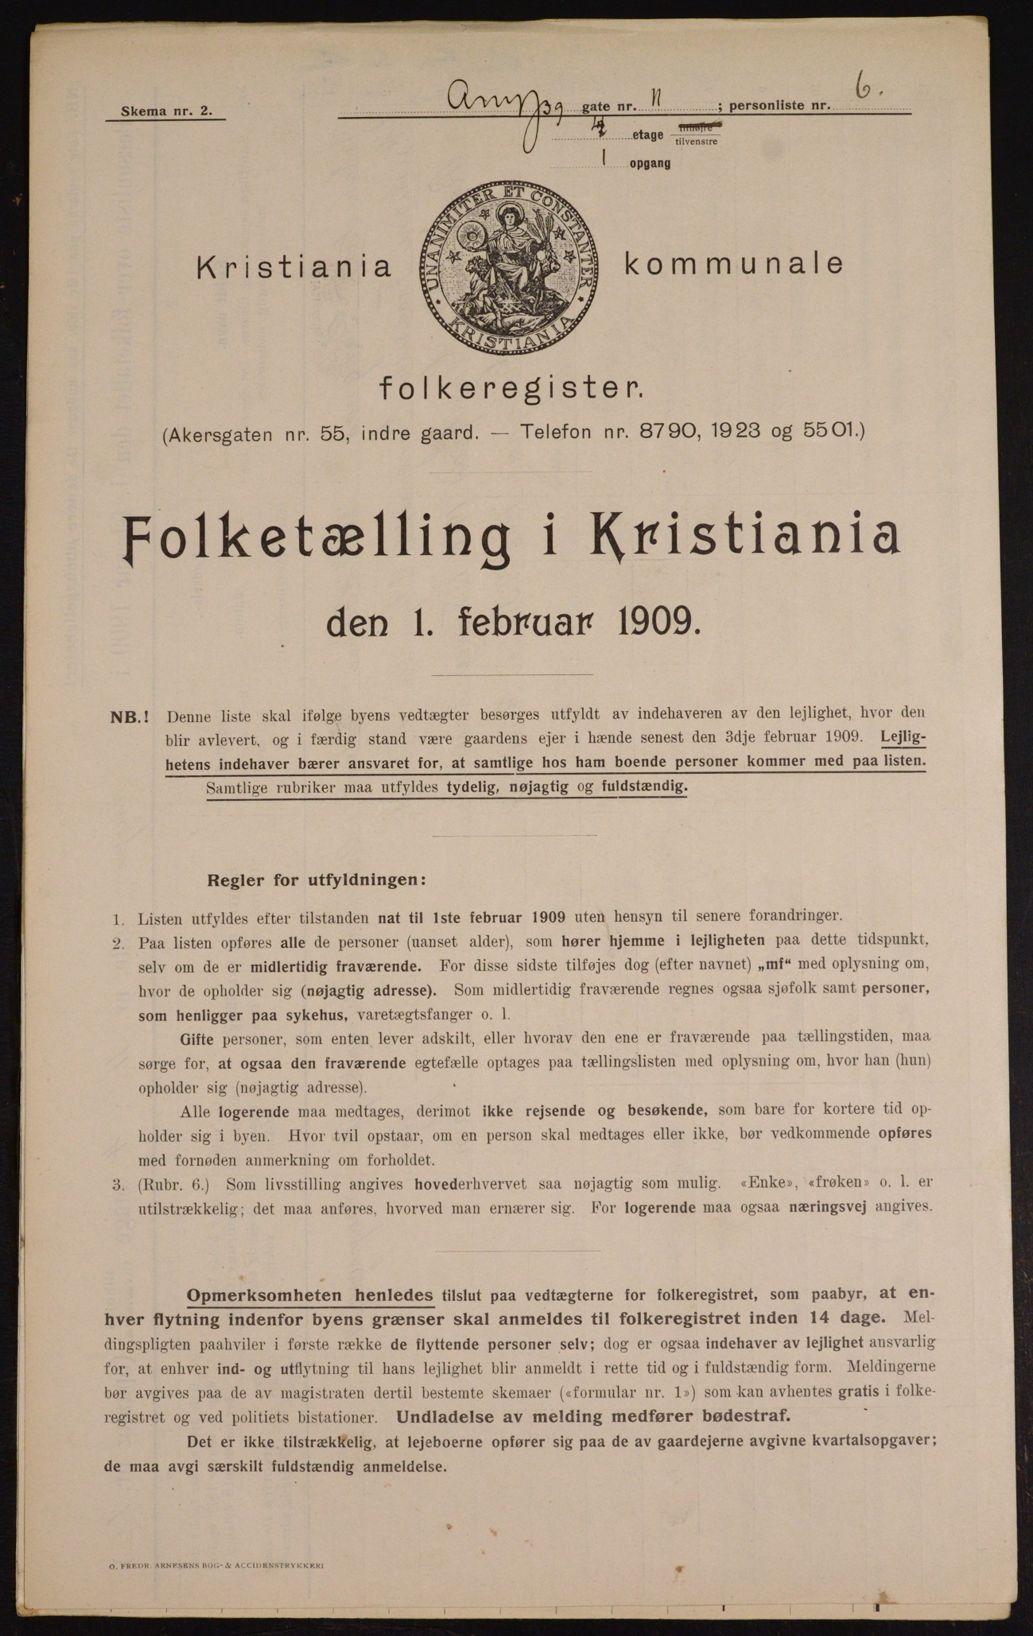 Skema nr. 2.
gate nr. 11 ; personliste nr. 6.
etage tilhøjre
tilvenstre
1 opgang
UNANIMITER ET CONSTANTER
KRISTIANIA
Kristiania kommunale
folkeregister.
(Akersgaten nr. 55, indre gaard. — Telefon nr. 8790, 1923 og 5501.)
Folketælling i Kristiania
den 1. februar 1909.
NB.! Denne liste skal ifølge byens vedtægter besørges utfyldt av indehaveren av den lejlighet, hvor den
blir avlevert, og i færdig stand være gaardens ejer i hænde senest den 3dje februar 1909. Lejlig-
hetens indehaver bærer ansvaret for, at samtlige hos ham boende personer kommer med paa listen.
Samtlige rubriker maa utfyldes tydelig, nøjagtig og fuldstændig.
Regler for utfyldningen:
1. Listen utfyldes efter tilstanden nat til 1ste februar 1909 uten hensyn til senere forandringer.
2. Paa listen opføres alle de personer (uanset alder), som hører hjemme i lejligheten paa dette tidspunkt,
selv om de er midlertidig fraværende. For disse sidste tilføjes dog (efter navnet) „mf“ med oplysning om,
hvor de opholder sig (nøjagtig adresse). Som midlertidig fraværende regnes ogsaa sjøfolk samt personer,
som henligger paa sykehus, varetægtsfanger o. l.
Gifte personer, som enten lever adskilt, eller hvorav den ene er fraværende paa tællingstiden, maa
sørge for, at ogsaa den fraværende egtefælle optages paa tællingslisten med oplysning om, hvor han (hun)
opholder sig (nøjagtig adresse).
Alle logerende maa medtages, derimot ikke rejsende og besøkende, som bare for kortere tid op-
holder sig i byen. Hvor tvil opstaar, om en person skal medtages eller ikke, bør vedkommende opføres
med fornøden anmerkning om forholdet.
3. (Rubr. 6.) Som livsstilling angives hovederhvervet saa nøjagtig som mulig. «Enke», «frøken» o. l. er
utilstrækkelig; det maa anføres, hvorved man ernærer sig. For logerende maa ogsaa næringsvej angives.
Opmerksomheten henledes tilslut paa vedtægterne for folkeregistret, som paabyr, at en-
hver flytning indenfor byens grænser skal anmeldes til folkeregistret inden 14 dage. Mel-
dingspligten paahviler i første række de flyttende personer selv; dog er ogsaa indehaver av lejlighet ansvarlig
for, at enhver ind- og utflytning til hans lejlighet blir anmeldt i rette tid og i fuldstændig form. Meldingerne
bør avgives paa de av magistraten dertil bestemte skemaer («formular nr. 1») som kan avhentes gratis i folke-
registret og ved politiets bistationer. Undladelse av melding medfører bødestraf.
Det er ikke tilstrækkelig, at lejeboerne opfører sig paa de av gaardejerne avgivne kvartalsopgaver;
de maa avgi særskilt fuldstændig anmeldelse.
O. FREDR. ARNESENS BOG- & ACCIDENSTRYKKERI